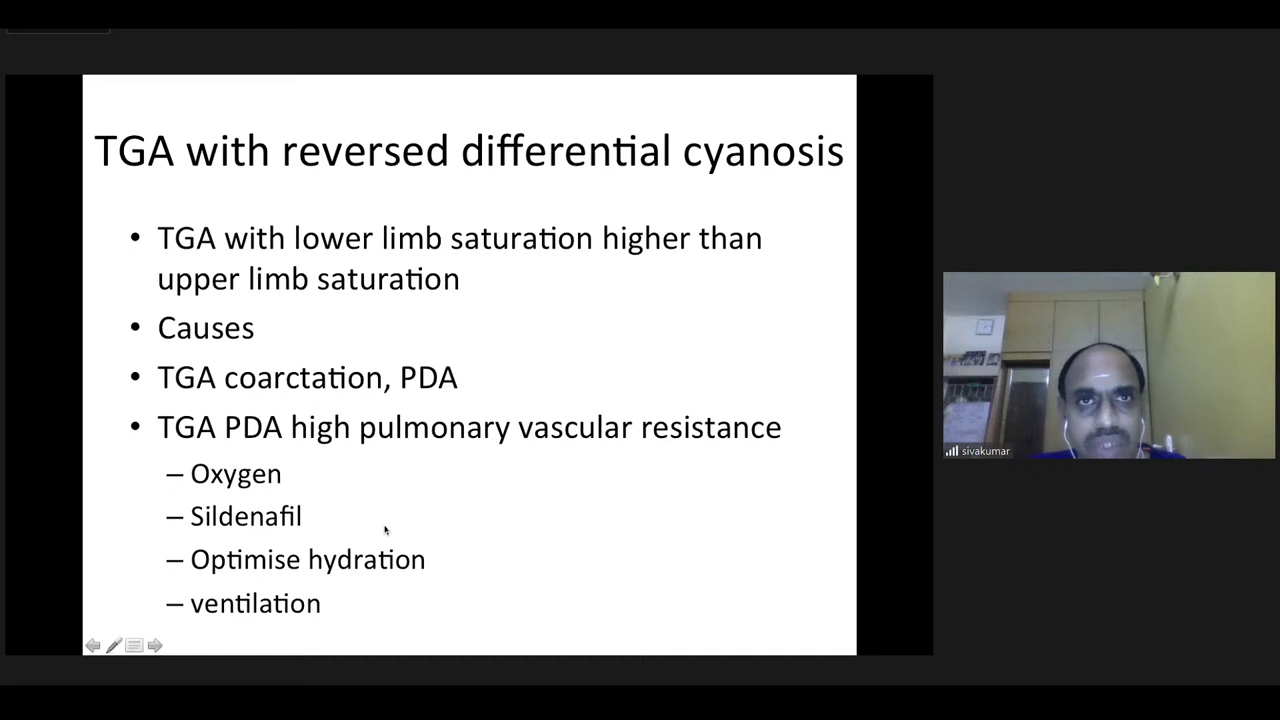 TGA with reversed differential cyanosis
• TGA with lower limb saturation higher than
upper limb saturation
• Causes
• TGA coarctation, PDA
• TGA PDA high pulmonary vascular resistance
– Oxygen
– Sildenafil
– Optimise hydration
– ventilation
sivakumar